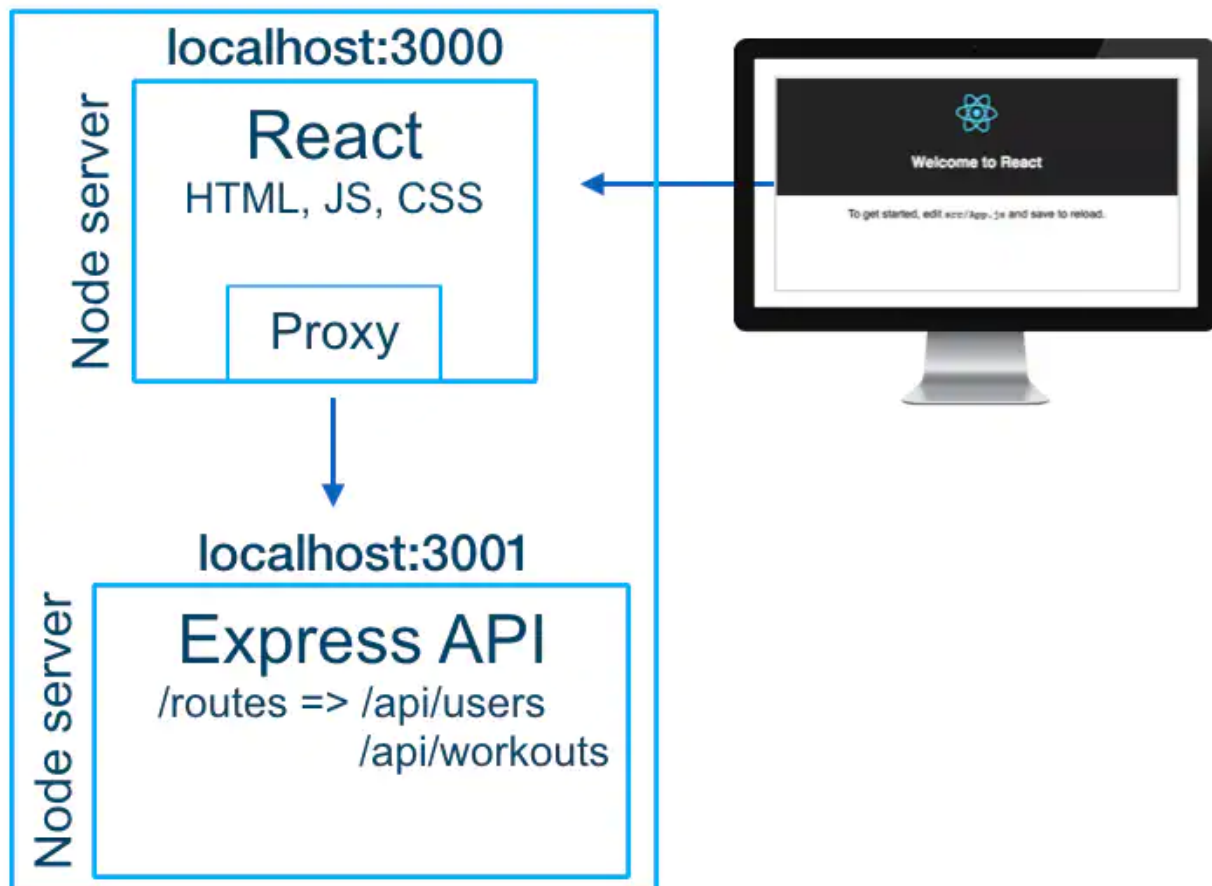 localhost:3000
Node server
React
HTML, JS, CSS
Proxy
Welcome to React
To get started, edit src/App.js and save to reload.
localhost:3001
Node server
Express API
/routes => /api/users
/api/workouts